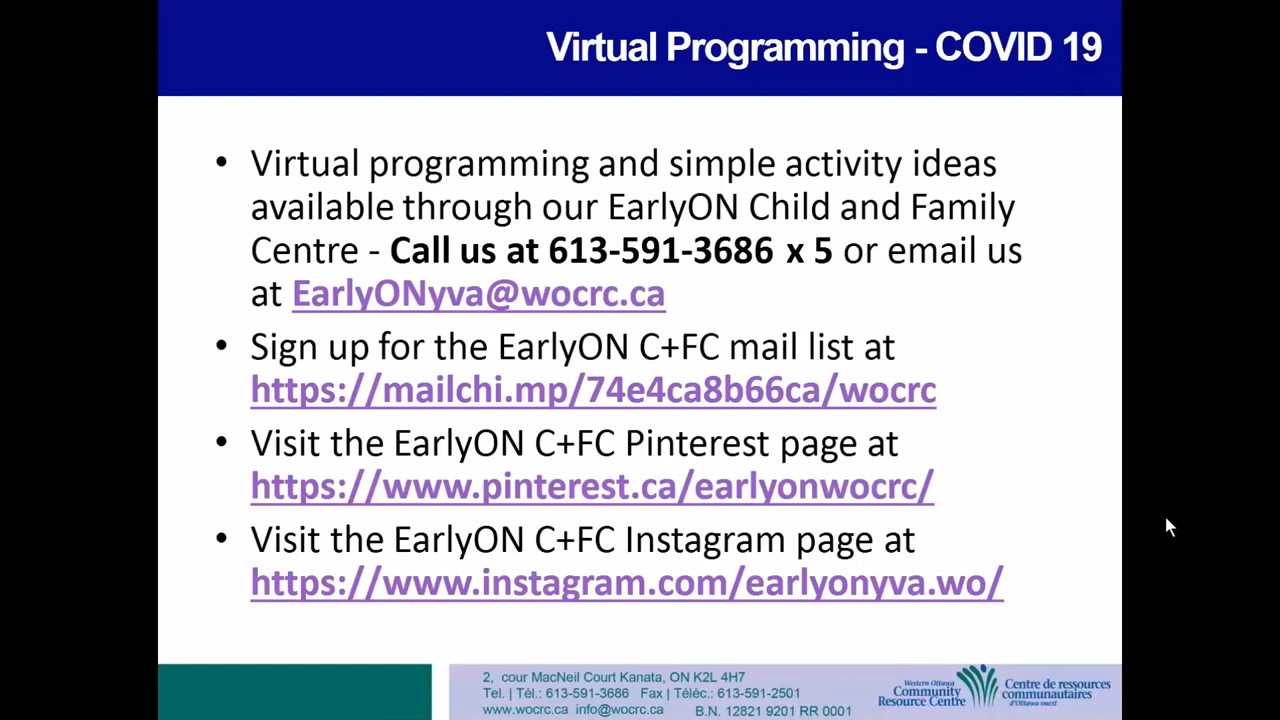 Virtual Programming - COVID 19
• Virtual programming and simple activity ideas
available through our EarlyON Child and Family
Centre - Call us at 613-591-3686 x 5 or email us
at EarlyONyva@wocrc.ca
• Sign up for the EarlyON C+FC mail list at
https://mailchi.mp/74e4ca8b66ca/wocrc
• Visit the EarlyON C+FC Pinterest page at
https://www.pinterest.ca/earlyonwocrc/
• Visit the EarlyON C+FC Instagram page at
https://www.instagram.com/earlyonyva.wo/
2, cour MacNeil Court Kanata, ON K2L 4H7
Tel. | Tél.: 613-591-3686 Fax | Téléc.: 613-591-2501
www.wocrc.ca info@wocrc.ca B.N. 12821 9201 RR 0001
Western Ottawa
Community
Resource Centre
Centre de ressources
communautaires
d'Ottawa ouest